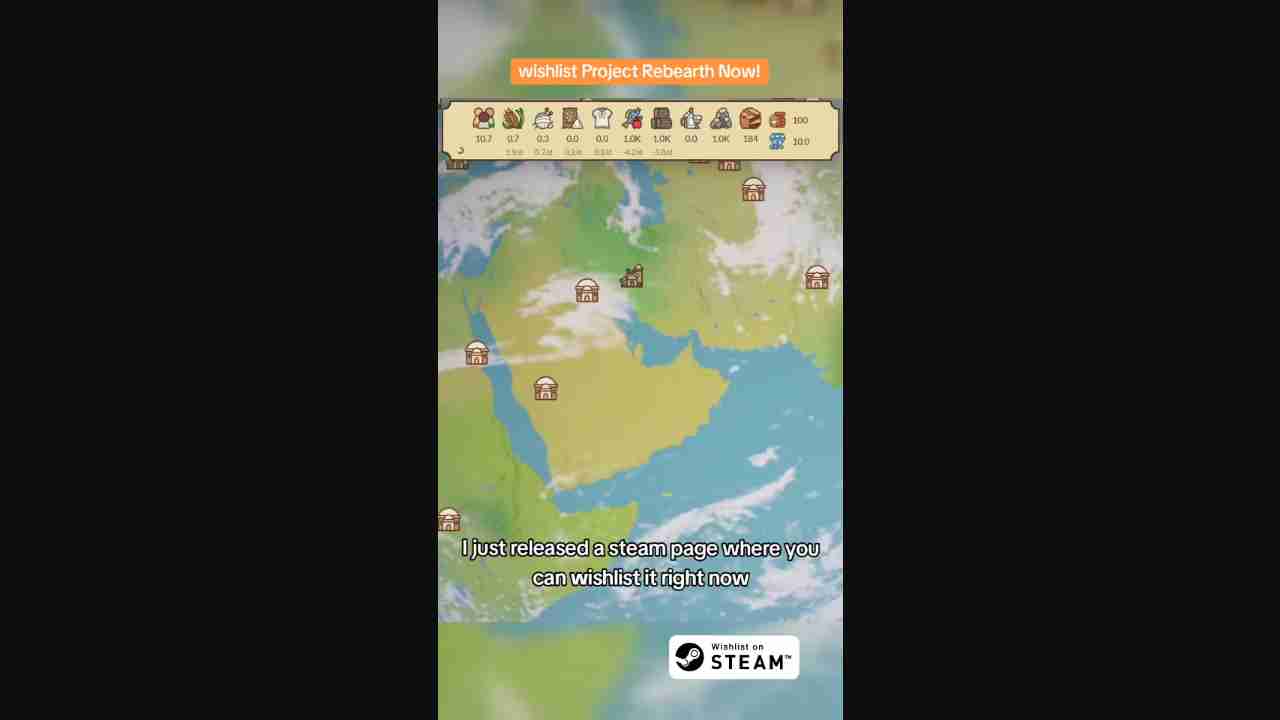 wishlist Project Rebearth Now!
10.7 0.7 0.3 0.0 0.0 1.0K 1.0K 0.0 1.0K 184 100
10.0
I just released a steam page where you
can wishlist it right now
Wishlist on
STEAM™